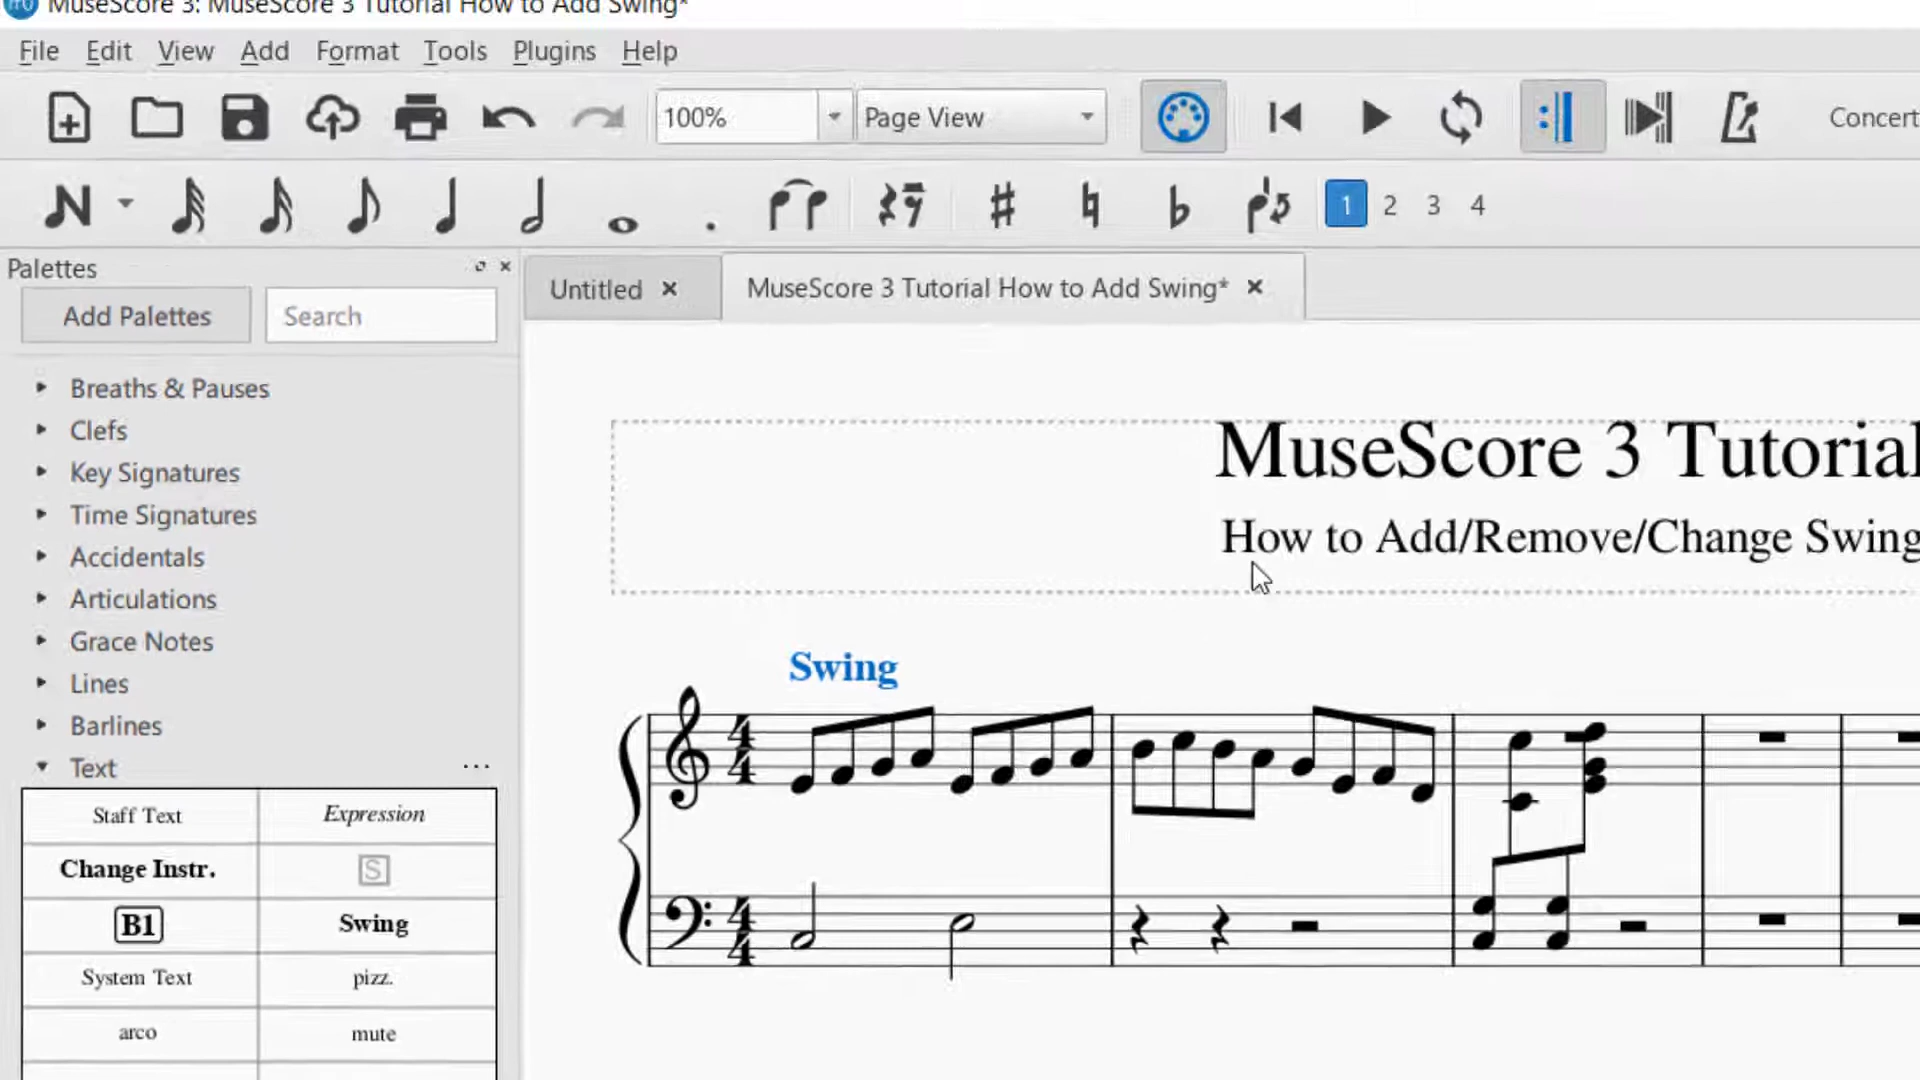 MuseScore 3: MuseScore 3 Tutorial How to Add Swing*
File Edit View Add Format Tools Plugins Help
100% Page View Concert
1 2 3 4
Palettes
Untitled MuseScore 3 Tutorial How to Add Swing*
Add Palettes Search
Breaths & Pauses
Clefs
Key Signatures
Time Signatures
Accidentals
Articulations
Grace Notes
Lines
Barlines
Text ...
Staff Text Expression
Change Instr. S
B1 Swing
System Text pizz.
arco mute
MuseScore 3 Tutorial
How to Add/Remove/Change Swing
Swing